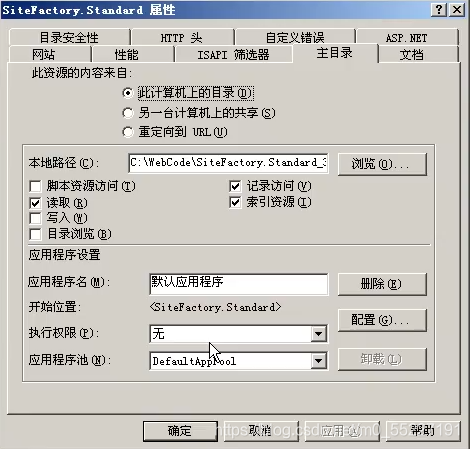 SiteFactory.Standard 属性
目录安全性 HTTP 头 自定义错误 ASP.NET
网站 性能 ISAPI 筛选器 主目录 文档
此资源的内容来自:
此计算机上的目录(D)
另一台计算机上的共享(S)
重定向到 URL(U)
本地路径(C): C:\WebCode\SiteFactory.Standard_3 浏览(O)...
脚本资源访问(T) 记录访问(V)
读取(R) 索引资源(I)
写入(W)
目录浏览(B)
应用程序设置
应用程序名(M): 默认应用程序 删除(E)
开始位置: <SiteFactory.Standard>
配置(G)...
执行权限(P): 无
应用程序池(N): DefaultAppPool 卸载(L)
确定 取消 应用(A) 帮助